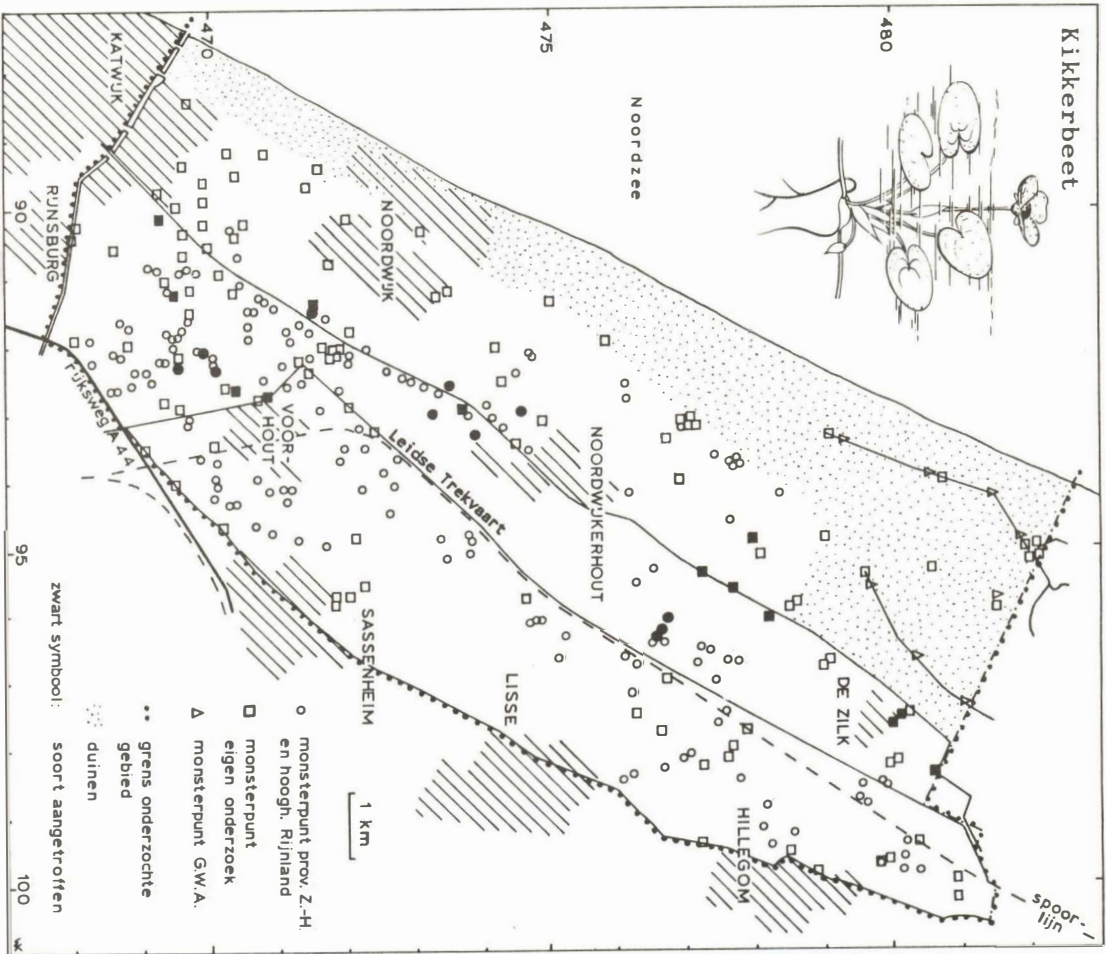 Kikkerbeet
Noordzee
470
475
480
90
95
100
KATWIJK
RIJNSBURG
NOORDWIJK
VOOR-
HOUT
Leidse Trekvaart
NOORDWIJKERHOUT
Rijksweg A 44
SASSENHEIM
LISSE
DE ZILK
HILLEGOM
spoor-
lijn
1 km
o monsterpunt prov. Z.-H.
en hoogh. Rijnland
□ monsterpunt
eigen onderzoek
△ monsterpunt G.W.A.
•• grens onderzochte
gebied
duinen
zwart symbool: soort aangetroffen